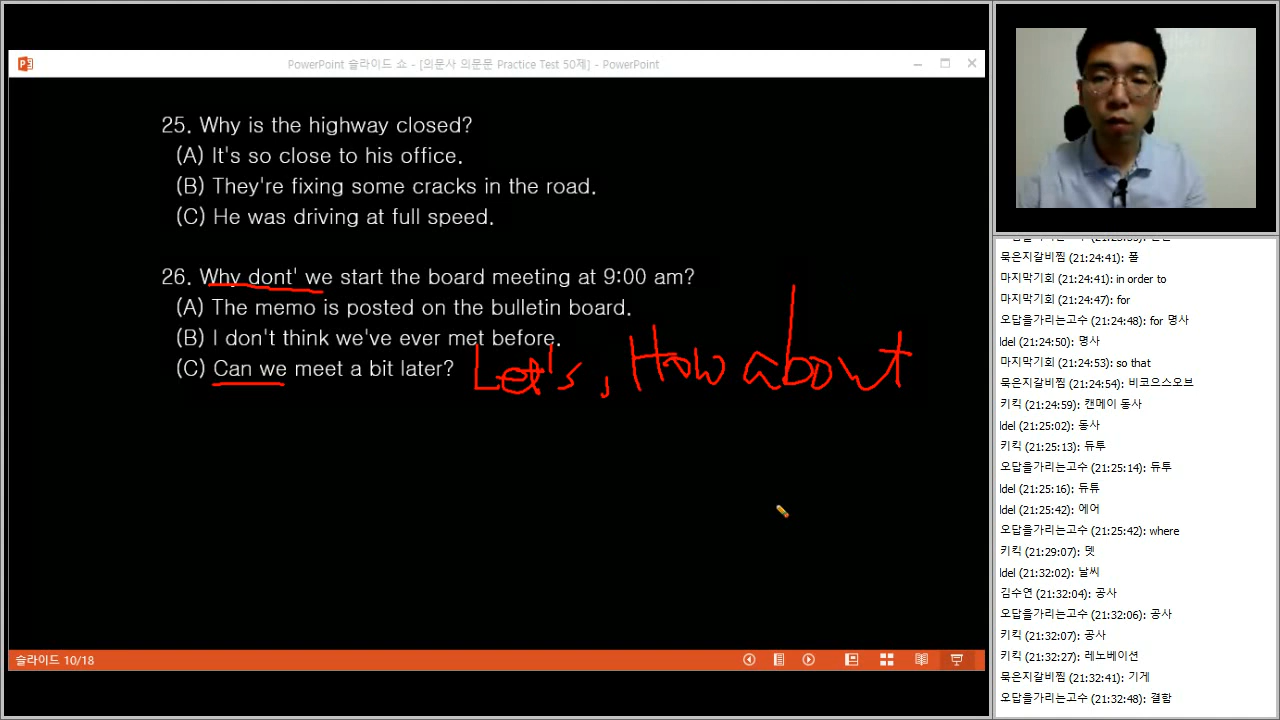 PowerPoint 슬라이드 쇼 - [의문사 의문문 Practice Test 50제] - PowerPoint
25. Why is the highway closed?
(A) It's so close to his office.
(B) They're fixing some cracks in the road.
(C) He was driving at full speed.
26. Why dont' we start the board meeting at 9:00 am?
(A) The memo is posted on the bulletin board.
(B) I don't think we've ever met before.
(C) Can we meet a bit later?
Let's, How about
슬라이드 10/18
묵은지갈비찜 (21:24:41): 풀
마지막기회 (21:24:41): in order to
마지막기회 (21:24:47): for
오답을가리는고수 (21:24:48): for 명사
ldel (21:24:50): 명사
마지막기회 (21:24:53): so that
묵은지갈비찜 (21:24:54): 비코으스오브
키킥 (21:24:59): 캔메이 동사
ldel (21:25:02): 동사
키킥 (21:25:13): 듀투
오답을가리는고수 (21:25:14): 듀투
ldel (21:25:16): 듀튜
ldel (21:25:42): 에어
오답을가리는고수 (21:25:42): where
키킥 (21:29:07): 뎃
ldel (21:32:02): 날씨
김수연 (21:32:04): 공사
오답을가리는고수 (21:32:06): 공사
키킥 (21:32:07): 공사
키킥 (21:32:27): 레노베이션
묵은지갈비찜 (21:32:41): 기게
오답을가리는고수 (21:32:48): 결함